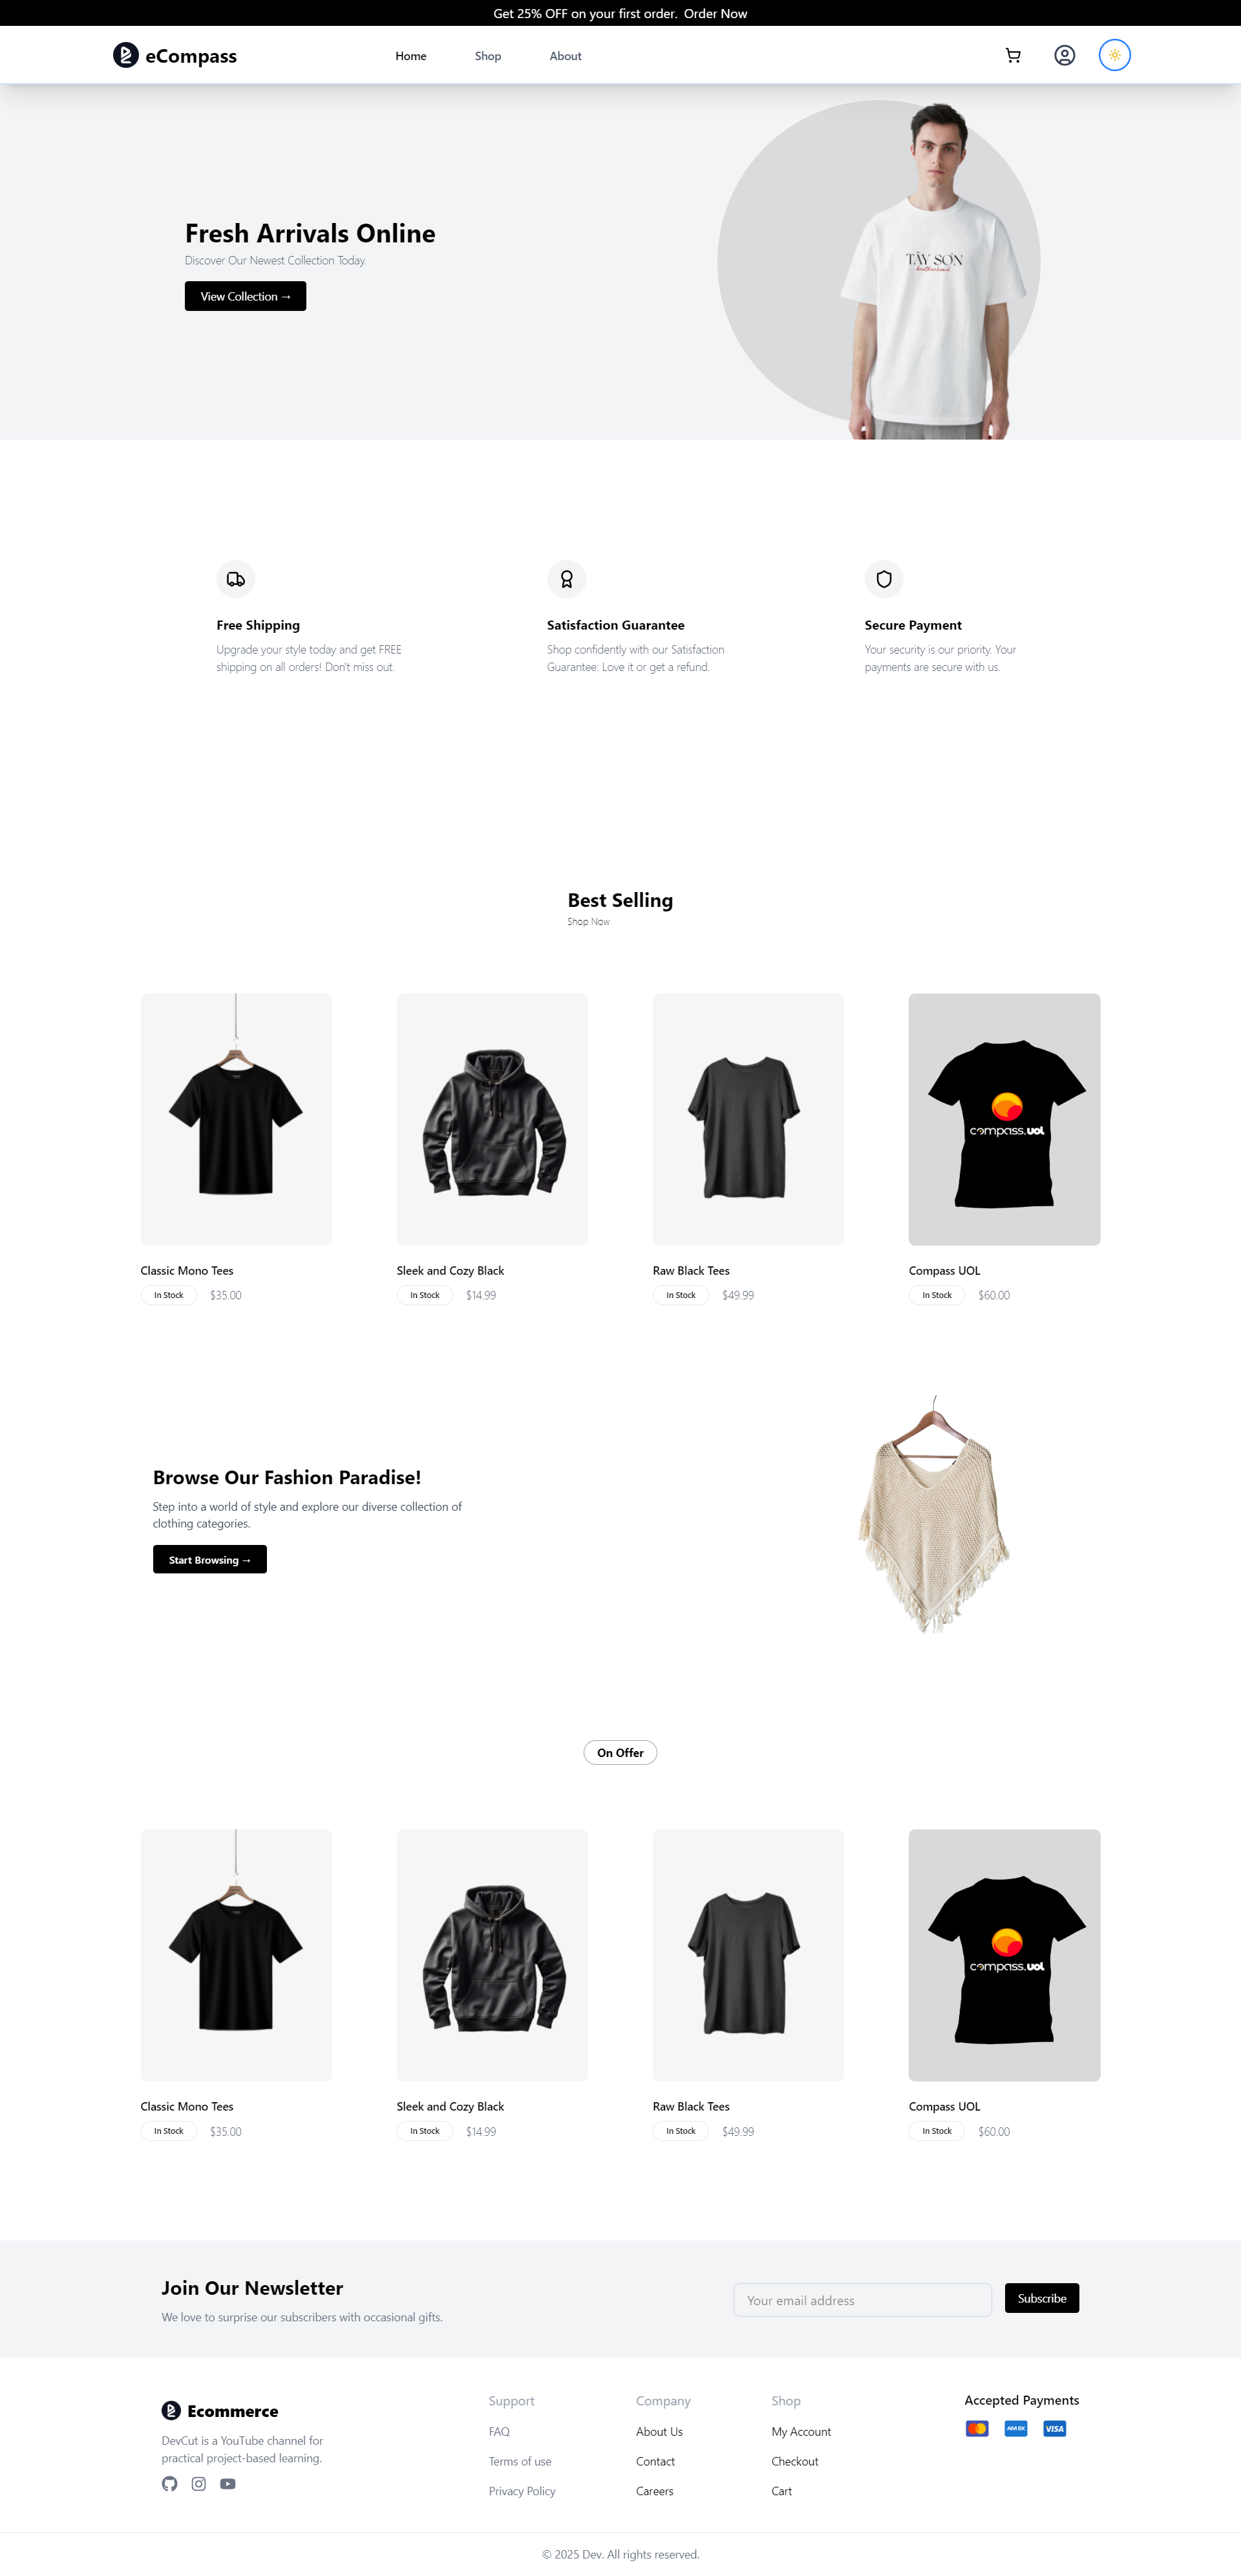 Get 25% OFF on your first order. Order Now
eCompass
Home
Shop
About
Fresh Arrivals Online
Discover Our Newest Collection Today.
View Collection →
TÂY SƠN
brotherhood
Free Shipping
Upgrade your style today and get FREE
shipping on all orders! Don't miss out.
Satisfaction Guarantee
Shop confidently with our Satisfaction
Guarantee: Love it or get a refund.
Secure Payment
Your security is our priority. Your
payments are secure with us.
Best Selling
Shop Now
compass.uol
Classic Mono Tees
In Stock $35.00
Sleek and Cozy Black
In Stock $14.99
Raw Black Tees
In Stock $49.99
Compass UOL
In Stock $60.00
Browse Our Fashion Paradise!
Step into a world of style and explore our diverse collection of
clothing categories.
Start Browsing →
On Offer
compass.uol
Classic Mono Tees
In Stock $35.00
Sleek and Cozy Black
In Stock $14.99
Raw Black Tees
In Stock $49.99
Compass UOL
In Stock $60.00
Join Our Newsletter
We love to surprise our subscribers with occasional gifts.
Your email address
Subscribe
Ecommerce
DevCut is a YouTube channel for
practical project-based learning.
Support
FAQ
Terms of use
Privacy Policy
Company
About Us
Contact
Careers
Shop
My Account
Checkout
Cart
Accepted Payments
AMEX
VISA
© 2025 Dev. All rights reserved.